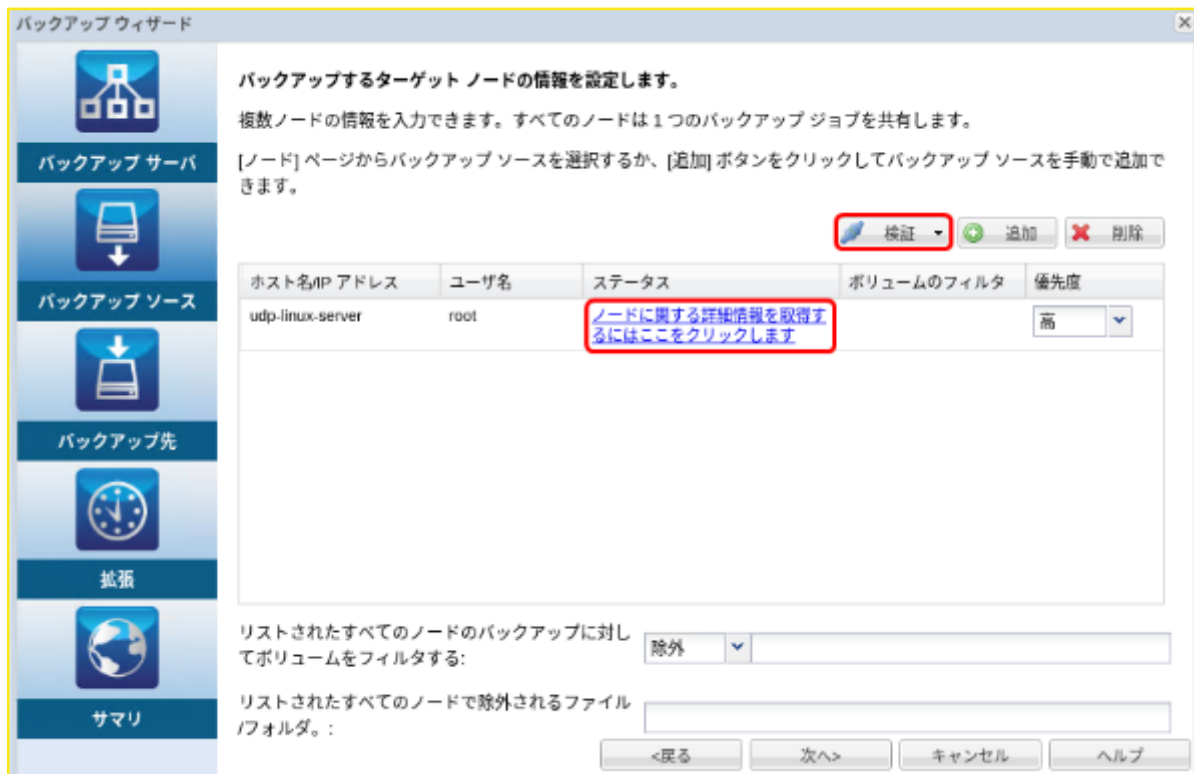 バックアップ ウィザード
バックアップ サーバ
バックアップ ソース
バックアップ先
拡張
サマリ
バックアップするターゲット ノードの情報を設定します。
複数ノードの情報を入力できます。すべてのノードは 1 つのバックアップ ジョブを共有します。
[ノード] ページからバックアップ ソースを選択するか、[追加] ボタンをクリックしてバックアップ ソースを手動で追加で
きます。
検証 追加 削除
ホスト名/IP アドレス ユーザ名 ステータス ボリュームのフィルタ 優先度
udp-linux-server root ノードに関する詳細情報を取得す 高
るにはここをクリックします
リストされたすべてのノードのバックアップに対し
てボリュームをフィルタする: 除外
リストされたすべてのノードで除外されるファイル
/フォルダ。:
<戻る 次へ> キャンセル ヘルプ